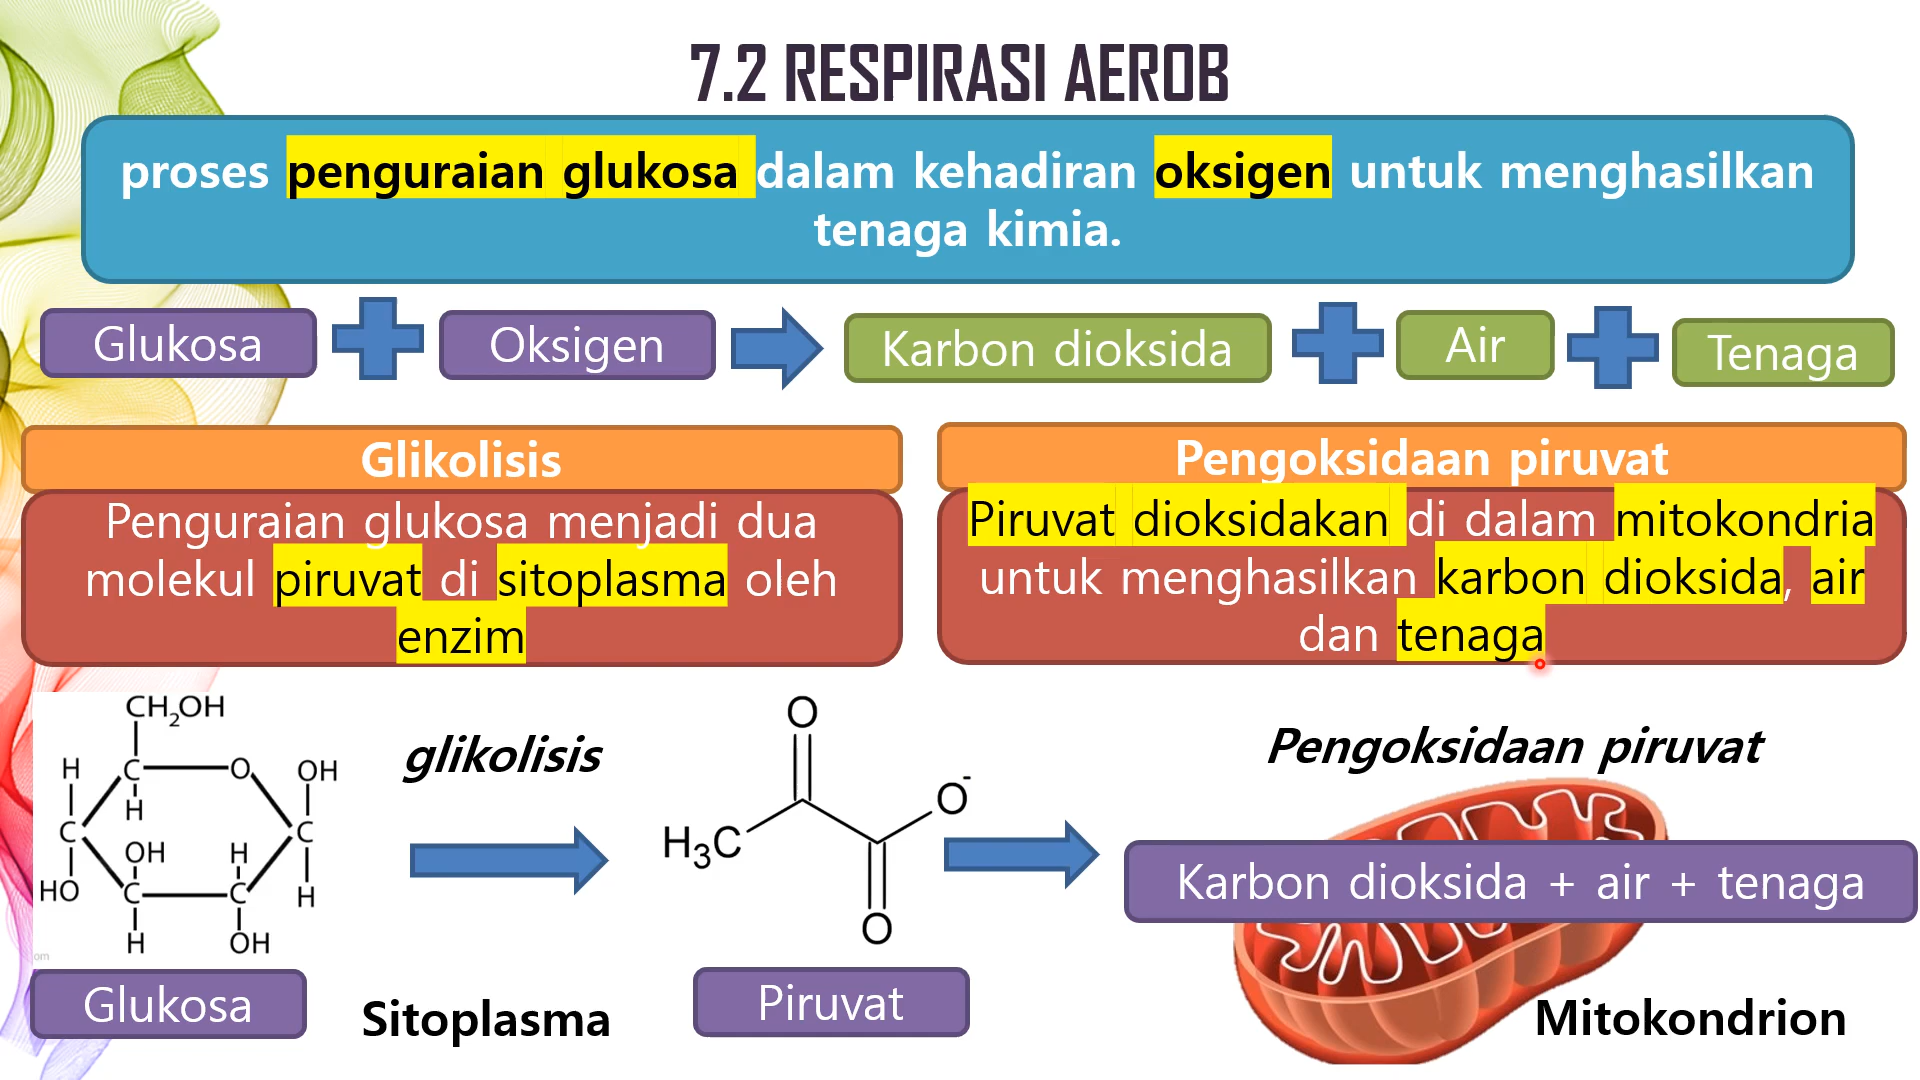 7.2 RESPIRASI AEROB
proses penguraian glukosa dalam kehadiran oksigen untuk menghasilkan
tenaga kimia.
Glukosa
Oksigen
Karbon dioksida
Air
Tenaga
Glikolisis
Penguraian glukosa menjadi dua
molekul piruvat di sitoplasma oleh
enzim
Pengoksidaan piruvat
Piruvat dioksidakan di dalam mitokondria
untuk menghasilkan karbon dioksida, air
dan tenaga
CH₂OH
H
C
O
OH
H
C
C
OH
H
HO
C
C
H
H
OH
om
Glukosa
glikolisis
Sitoplasma
O
O⁻
H₃C
O
Piruvat
Pengoksidaan piruvat
Karbon dioksida + air + tenaga
Mitokondrion